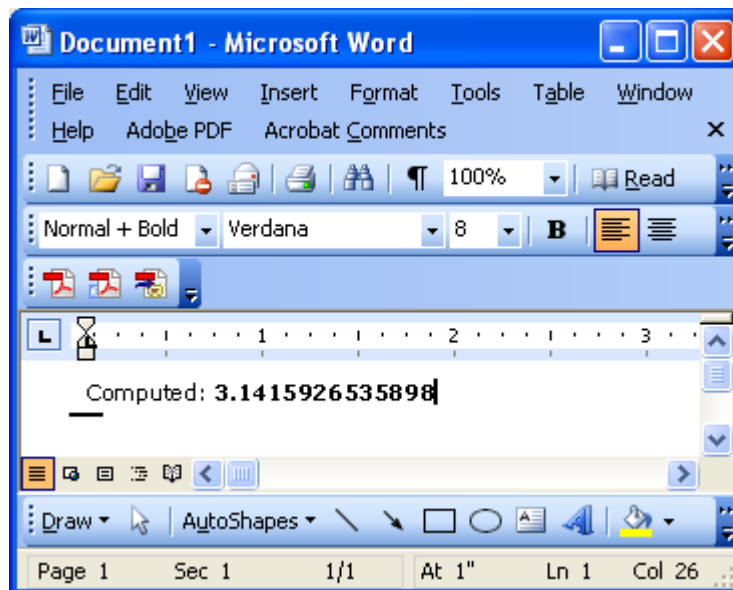 Document1 - Microsoft Word
File Edit View Insert Format Tools Table Window
Help Adobe PDF Acrobat Comments
100% Read
Normal + Bold Verdana 8 B
L 1 2 3
Computed: 3.1415926535898
Draw AutoShapes
Page 1 Sec 1 1/1 At 1" Ln 1 Col 26